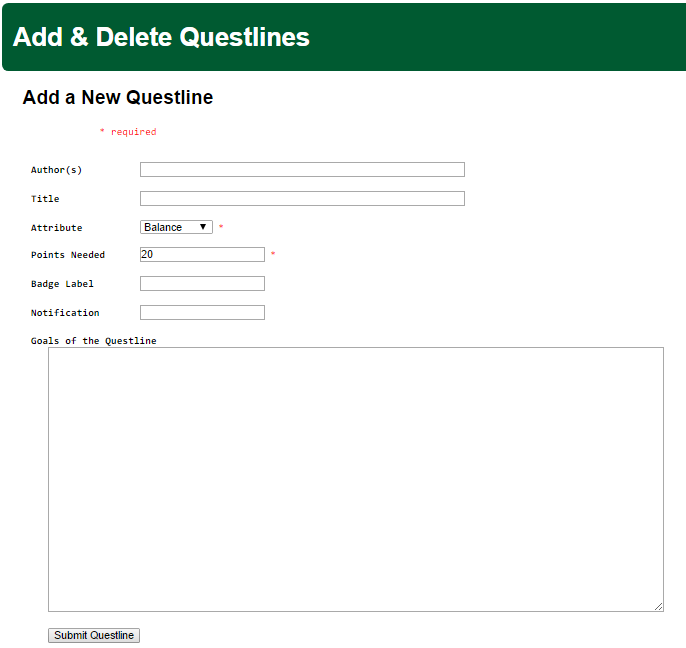 Add & Delete Questlines
Add a New Questline
* required
Author(s)
Title
Attribute Balance ▼ *
Points Needed 20 *
Badge Label
Notification
Goals of the Questline
Submit Questline